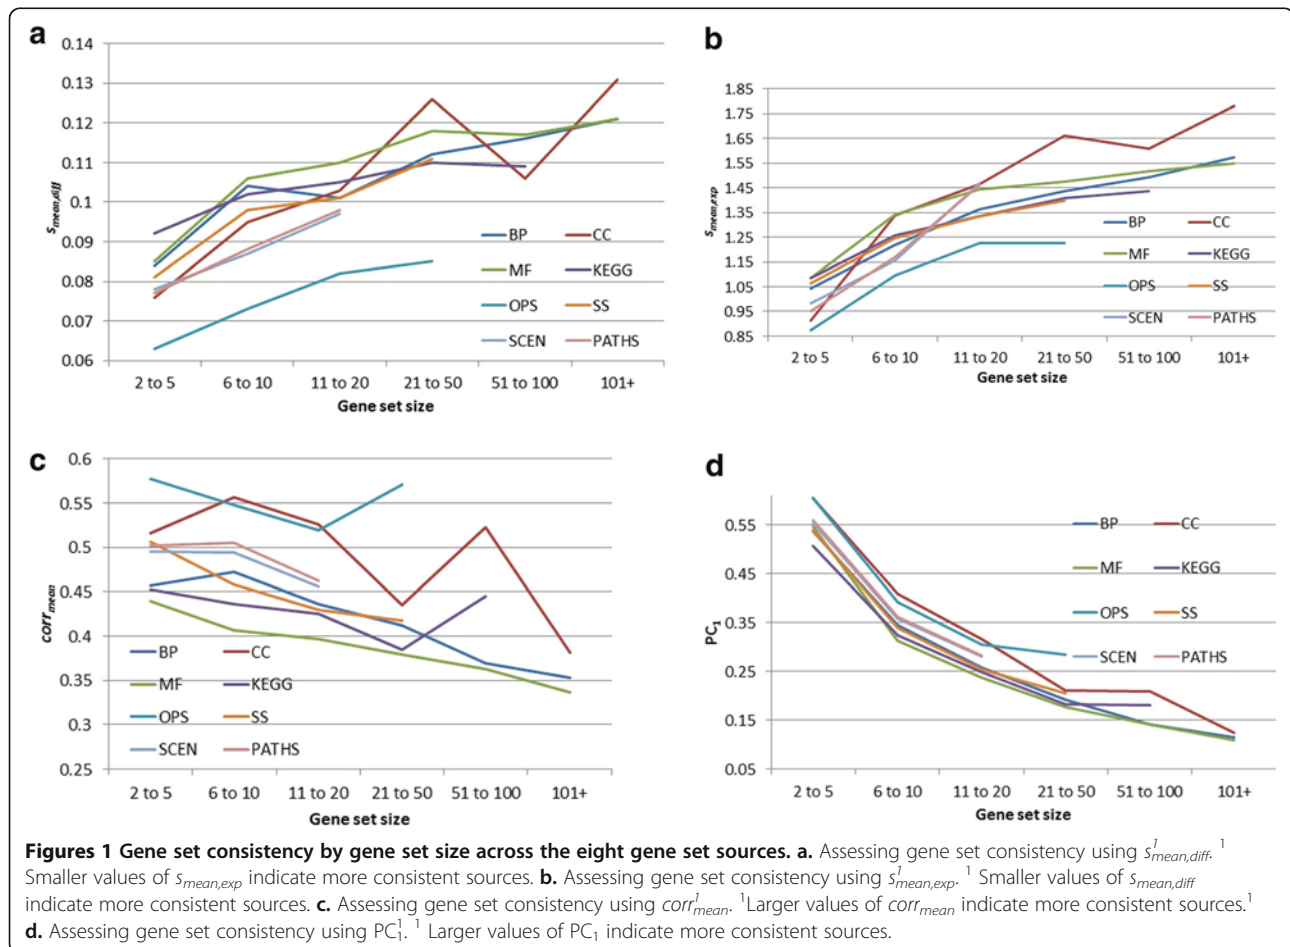 a
0.14
0.13
0.12
0.11
0.1
0.09
0.08
0.07
0.06
s mean,diff
BP CC
MF KEGG
OPS SS
SCEN PATHS
2 to 5 6 to 10 11 to 20 21 to 50 51 to 100 101+
Gene set size
b
1.85
1.75
1.65
1.55
1.45
1.35
1.25
1.15
1.05
0.95
0.85
s mean,exp
BP CC
MF KEGG
OPS SS
SCEN PATHS
2 to 5 6 to 10 11 to 20 21 to 50 51 to 100 101+
Gene set size
c
0.6
0.55
0.5
0.45
0.4
0.35
0.3
0.25
corr mean
BP CC
MF KEGG
OPS SS
SCEN PATHS
2 to 5 6 to 10 11 to 20 21 to 50 51 to 100 101+
Gene set size
d
0.55
0.45
0.35
0.25
0.15
0.05
PC1
BP CC
MF KEGG
OPS SS
SCEN PATHS
2 to 5 6 to 10 11 to 20 21 to 50 51 to 100 101+
Gene set size
Figures 1 Gene set consistency by gene set size across the eight gene set sources. a. Assessing gene set consistency using s¹mean,diff. ¹
Smaller values of smean,exp indicate more consistent sources. b. Assessing gene set consistency using s¹mean,exp. ¹ Smaller values of smean,diff
indicate more consistent sources. c. Assessing gene set consistency using corr¹mean. ¹Larger values of corrmean indicate more consistent sources.¹
d. Assessing gene set consistency using PC¹1. ¹ Larger values of PC1 indicate more consistent sources.